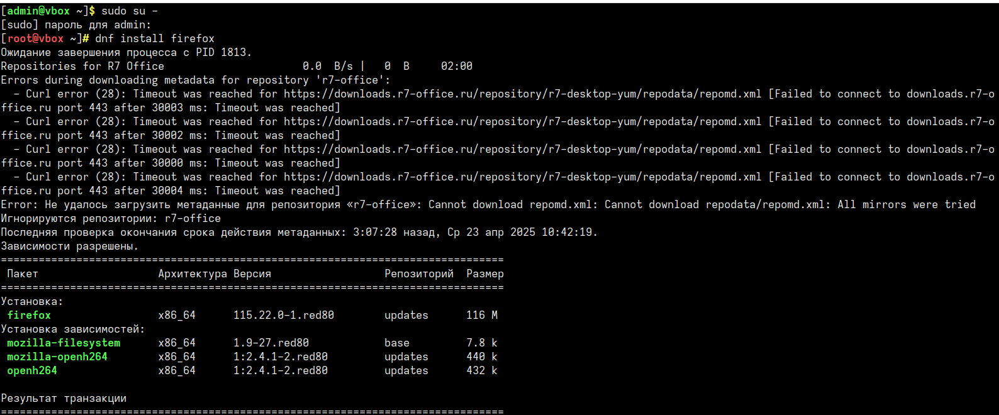 [admin@vbox ~]$ sudo su -
[sudo] пароль для admin:
[root@vbox ~]# dnf install firefox
Ожидание завершения процесса с PID 1813.
Repositories for R7 Office                      0.0  B/s |   0  B     02:00
Errors during downloading metadata for repository 'r7-office':
  - Curl error (28): Timeout was reached for https://downloads.r7-office.ru/repository/r7-desktop-yum/repodata/repomd.xml [Failed to connect to downloads.r7-o
ffice.ru port 443 after 30003 ms: Timeout was reached]
  - Curl error (28): Timeout was reached for https://downloads.r7-office.ru/repository/r7-desktop-yum/repodata/repomd.xml [Failed to connect to downloads.r7-o
ffice.ru port 443 after 30002 ms: Timeout was reached]
  - Curl error (28): Timeout was reached for https://downloads.r7-office.ru/repository/r7-desktop-yum/repodata/repomd.xml [Failed to connect to downloads.r7-o
ffice.ru port 443 after 30000 ms: Timeout was reached]
  - Curl error (28): Timeout was reached for https://downloads.r7-office.ru/repository/r7-desktop-yum/repodata/repomd.xml [Failed to connect to downloads.r7-o
ffice.ru port 443 after 30004 ms: Timeout was reached]
Error: Не удалось загрузить метаданные для репозитория «r7-office»: Cannot download repomd.xml: Cannot download repodata/repomd.xml: All mirrors were tried
Игнорируются репозитории: r7-office
Последняя проверка окончания срока действия метаданных: 3:07:28 назад, Ср 23 апр 2025 10:42:19.
Зависимости разрешены.
================================================================================
 Пакет                   Архитектура Версия                  Репозиторий  Размер
================================================================================
Установка:
 firefox                 x86_64      115.22.0-1.red80        updates      116 M
Установка зависимостей:
 mozilla-filesystem      x86_64      1.9-27.red80            base         7.8 k
 mozilla-openh264        x86_64      1:2.4.1-2.red80         updates      440 k
 openh264                x86_64      1:2.4.1-2.red80         updates      432 k

Результат транзакции
================================================================================